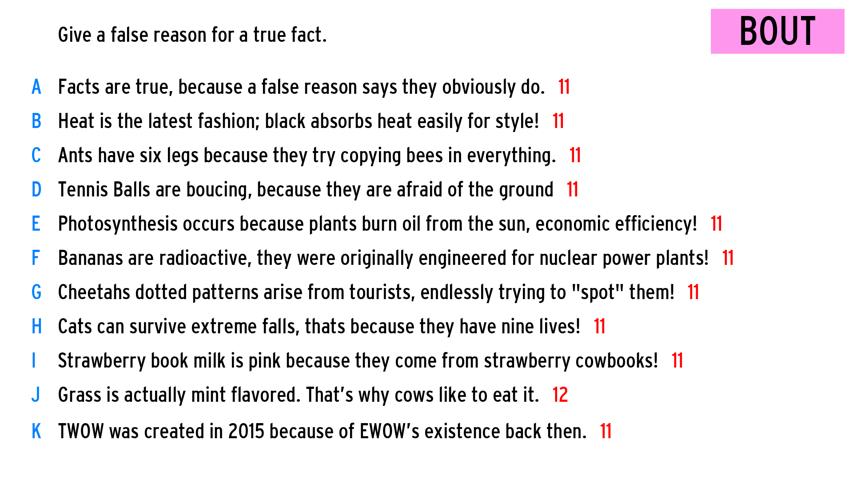 Give a false reason for a true fact.
BOUT
A Facts are true, because a false reason says they obviously do. 11
B Heat is the latest fashion; black absorbs heat easily for style! 11
C Ants have six legs because they try copying bees in everything. 11
D Tennis Balls are boucing, because they are afraid of the ground 11
E Photosynthesis occurs because plants burn oil from the sun, economic efficiency! 11
F Bananas are radioactive, they were originally engineered for nuclear power plants! 11
G Cheetahs dotted patterns arise from tourists, endlessly trying to "spot" them! 11
H Cats can survive extreme falls, thats because they have nine lives! 11
I Strawberry book milk is pink because they come from strawberry cowbooks! 11
J Grass is actually mint flavored. That's why cows like to eat it. 12
K TWOW was created in 2015 because of EWOW's existence back then. 11